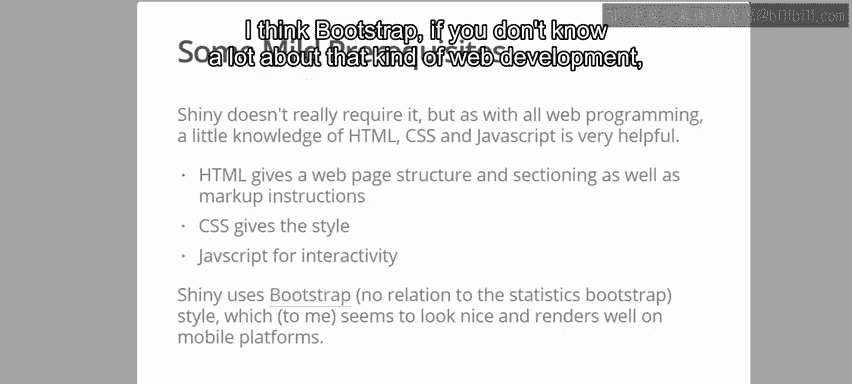 I think Bootstrap, if you don't know
a lot about that kind of web development,
Some Mild Prerequisites
Shiny doesn't really require it, but as with all web programming,
a little knowledge of HTML, CSS and Javascript is very helpful.
· HTML gives a web page structure and sectioning as well as
markup instructions
· CSS gives the style
· Javscript for interactivity
Shiny uses Bootstrap (no relation to the statistics bootstrap)
style, which (to me) seems to look nice and renders well on
mobile platforms.